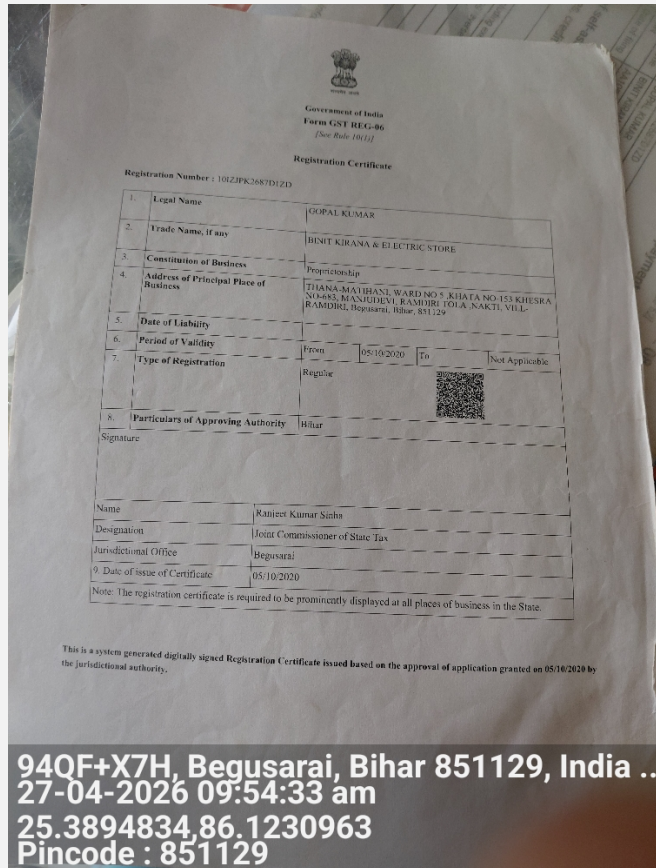 Government of India
Form GST REG-06
[See Rule 10(1)]
Registration Certificate
Registration Number : 10IZJPK2687D1ZD
1. Legal Name GOPAL KUMAR
2. Trade Name, if any BINIT KIRANA & ELECTRIC STORE
3. Constitution of Business Proprietorship
4. Address of Principal Place of Business THANA-MATIHANI, WARD NO 5 ,KHATA NO-153 KHESRA
NO-683, MANJUDEVI, RAMDIRI TOLA ,NAKTI, VILL-
RAMDIRI, Begusarai, Bihar, 851129
5. Date of Liability
6. Period of Validity From 05/10/2020 To Not Applicable
7. Type of Registration Regular
8. Particulars of Approving Authority Bihar
Signature
Name Ranjeet Kumar Sinha
Designation Joint Commissioner of State Tax
Jurisdictional Office Begusarai
9. Date of issue of Certificate 05/10/2020
Note: The registration certificate is required to be prominently displayed at all places of business in the State.
This is a system generated digitally signed Registration Certificate issued based on the approval of application granted on 05/10/2020 by
the jurisdictional authority.
94QF+X7H, Begusarai, Bihar 851129, India ..
27-04-2026 09:54:33 am
25.3894834,86.1230963
Pincode : 851129